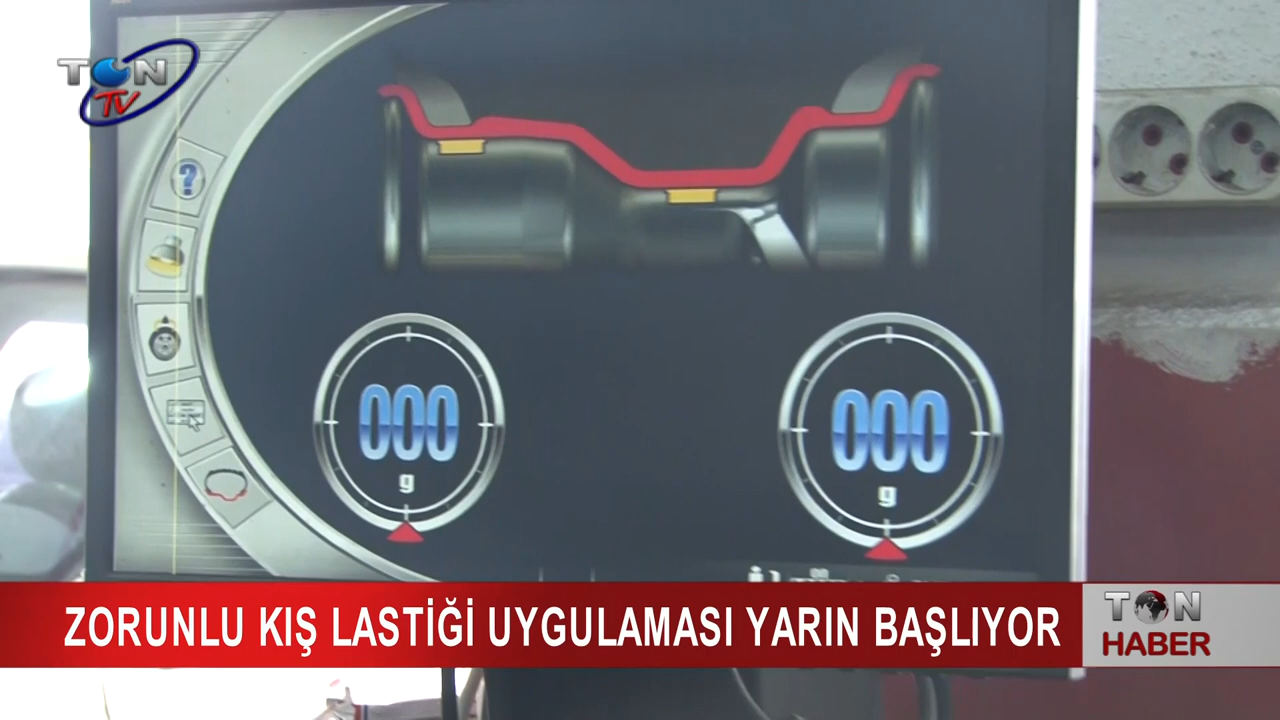 TON
TV
?
000
g
000
g
ZORUNLU KIŞ LASTİĞİ UYGULAMASI YARIN BAŞLIYOR
TON
HABER